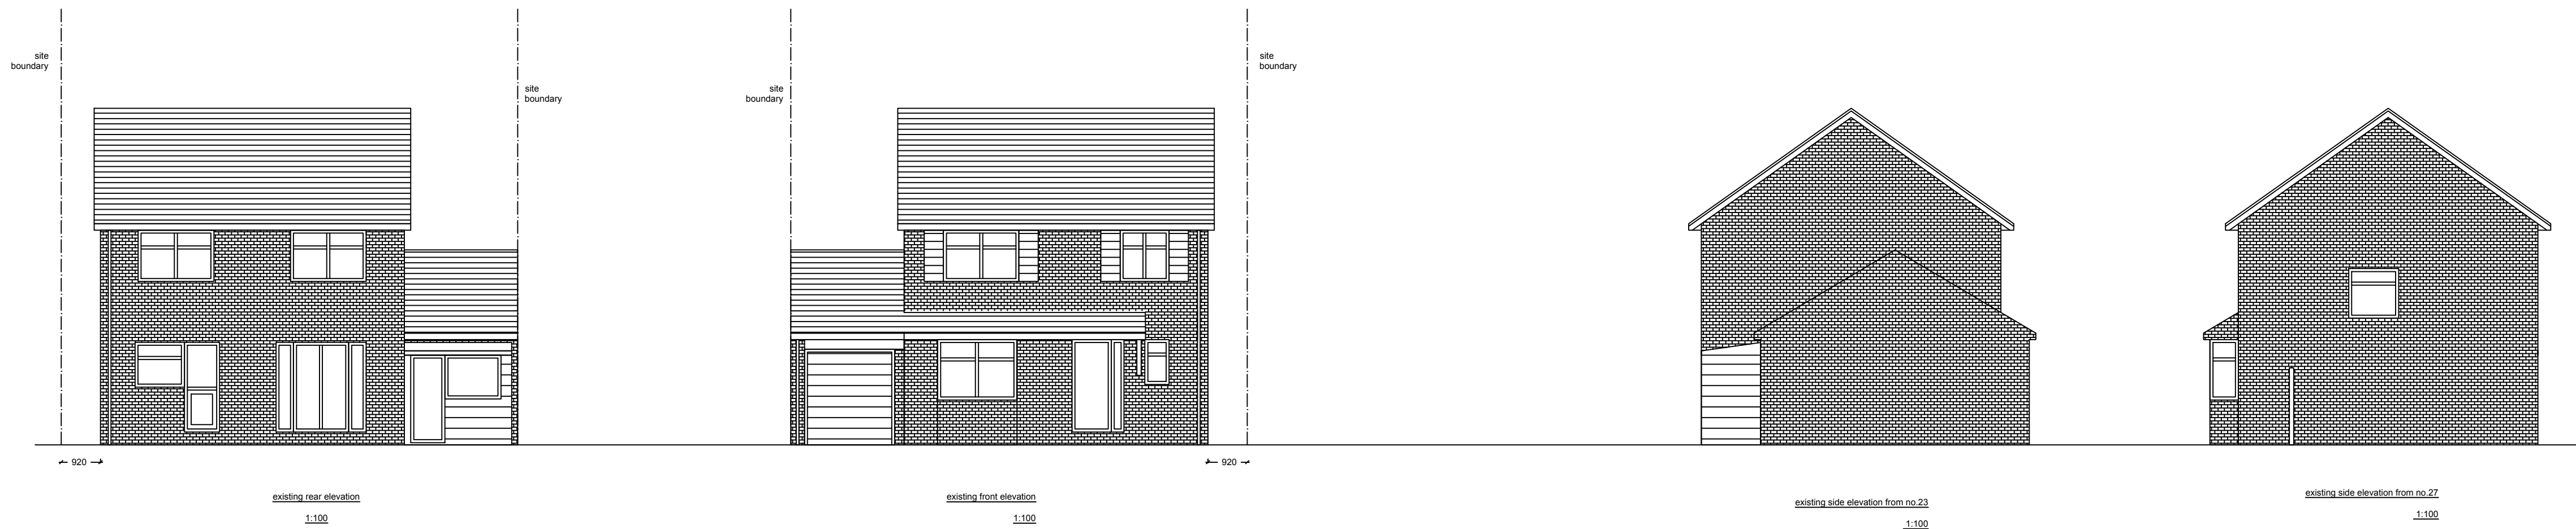 site
boundary
site
boundary
site
boundary
site
boundary
920
920
existing rear elevation
1:100
existing front elevation
1:100
existing side elevation from no.23
1:100
existing side elevation from no.27
1:100